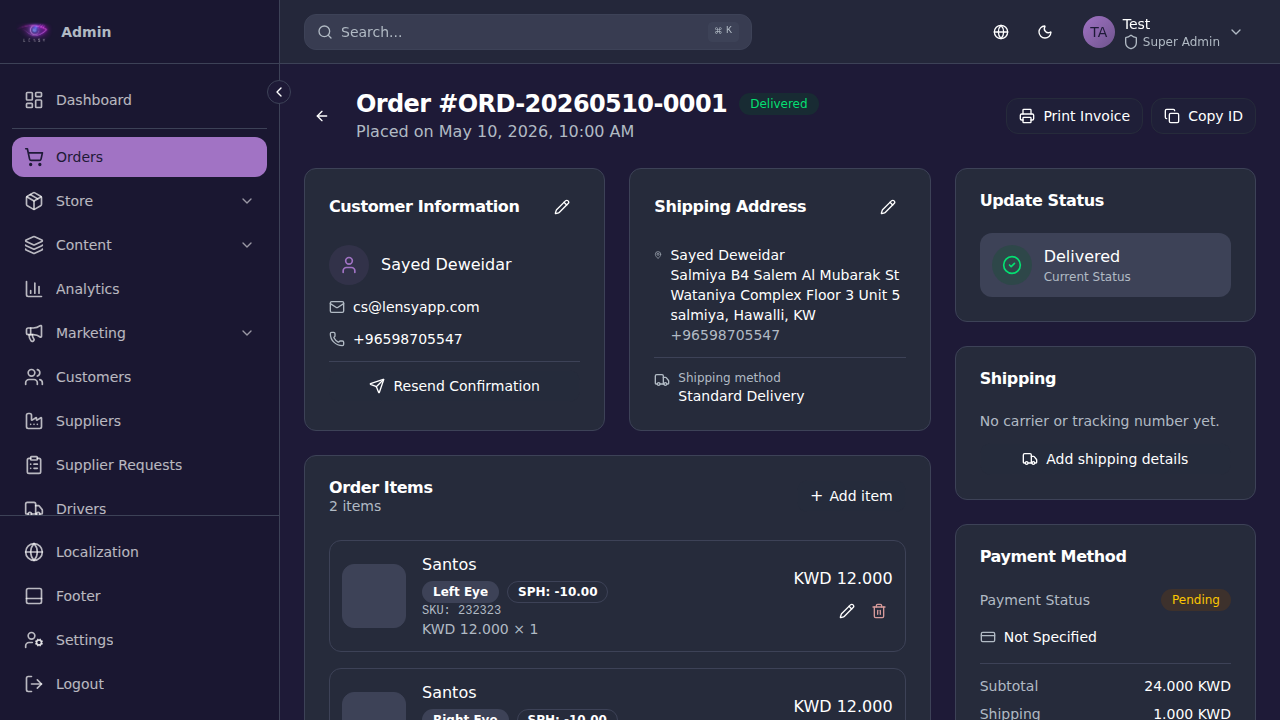 LENSY
Admin
Search...
⌘ K
TA
Test
Super Admin
Dashboard
Orders
Store
Content
Analytics
Marketing
Customers
Suppliers
Supplier Requests
Drivers
Localization
Footer
Settings
Logout
Order #ORD-20260510-0001
Delivered
Placed on May 10, 2026, 10:00 AM
Print Invoice
Copy ID
Customer Information
Sayed Deweidar
cs@lensyapp.com
+96598705547
Resend Confirmation
Shipping Address
Sayed Deweidar
Salmiya B4 Salem Al Mubarak St
Wataniya Complex Floor 3 Unit 5
salmiya, Hawalli, KW
+96598705547
Shipping method
Standard Delivery
Update Status
Delivered
Current Status
Shipping
No carrier or tracking number yet.
Add shipping details
Order Items
2 items
+ Add item
Santos
Left Eye
SPH: -10.00
SKU: 232323
KWD 12.000 × 1
KWD 12.000
Santos
Right Eye
SPH: -10.00
KWD 12.000
Payment Method
Payment Status
Pending
Not Specified
Subtotal
24.000 KWD
Shipping
1.000 KWD